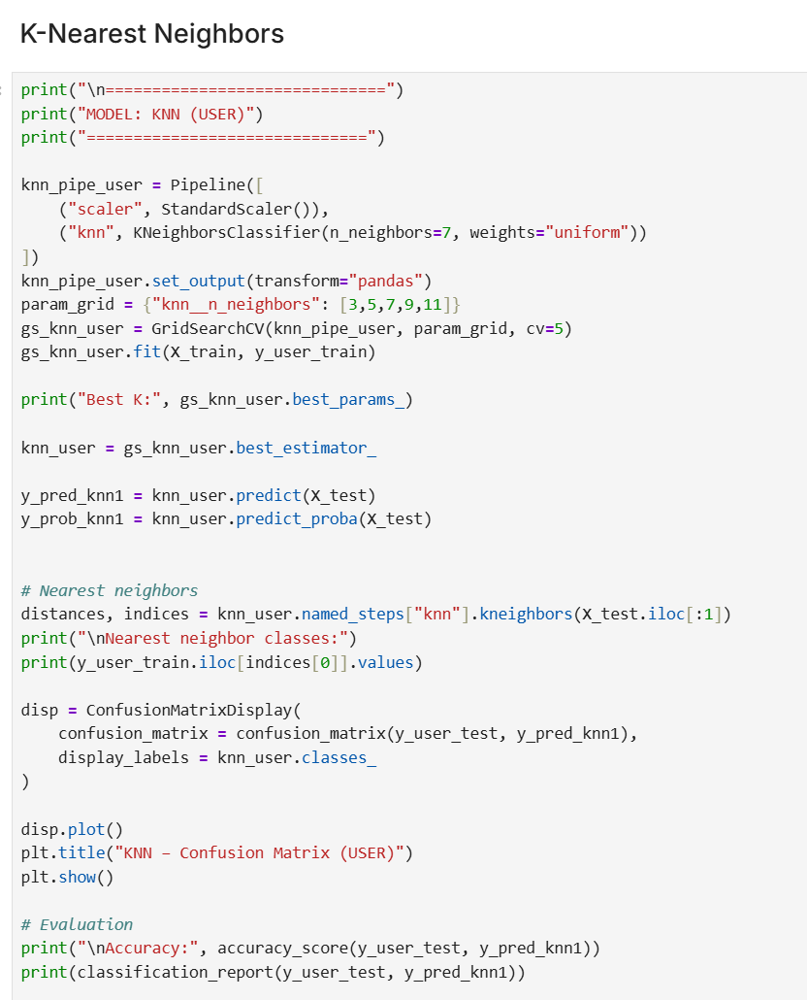 K-Nearest Neighbors
print("\n==============================")
print("MODEL: KNN (USER)")
print("==============================")
knn_pipe_user = Pipeline([
    ("scaler", StandardScaler()),
    ("knn", KNeighborsClassifier(n_neighbors=7, weights="uniform"))
])
knn_pipe_user.set_output(transform="pandas")
param_grid = {"knn__n_neighbors": [3,5,7,9,11]}
gs_knn_user = GridSearchCV(knn_pipe_user, param_grid, cv=5)
gs_knn_user.fit(X_train, y_user_train)
print("Best K:", gs_knn_user.best_params_)
knn_user = gs_knn_user.best_estimator_
y_pred_knn1 = knn_user.predict(X_test)
y_prob_knn1 = knn_user.predict_proba(X_test)
# Nearest neighbors
distances, indices = knn_user.named_steps["knn"].kneighbors(X_test.iloc[:1])
print("\nNearest neighbor classes:")
print(y_user_train.iloc[indices[0]].values)
disp = ConfusionMatrixDisplay(
    confusion_matrix = confusion_matrix(y_user_test, y_pred_knn1),
    display_labels = knn_user.classes_
)
disp.plot()
plt.title("KNN – Confusion Matrix (USER)")
plt.show()
# Evaluation
print("\nAccuracy:", accuracy_score(y_user_test, y_pred_knn1))
print(classification_report(y_user_test, y_pred_knn1))